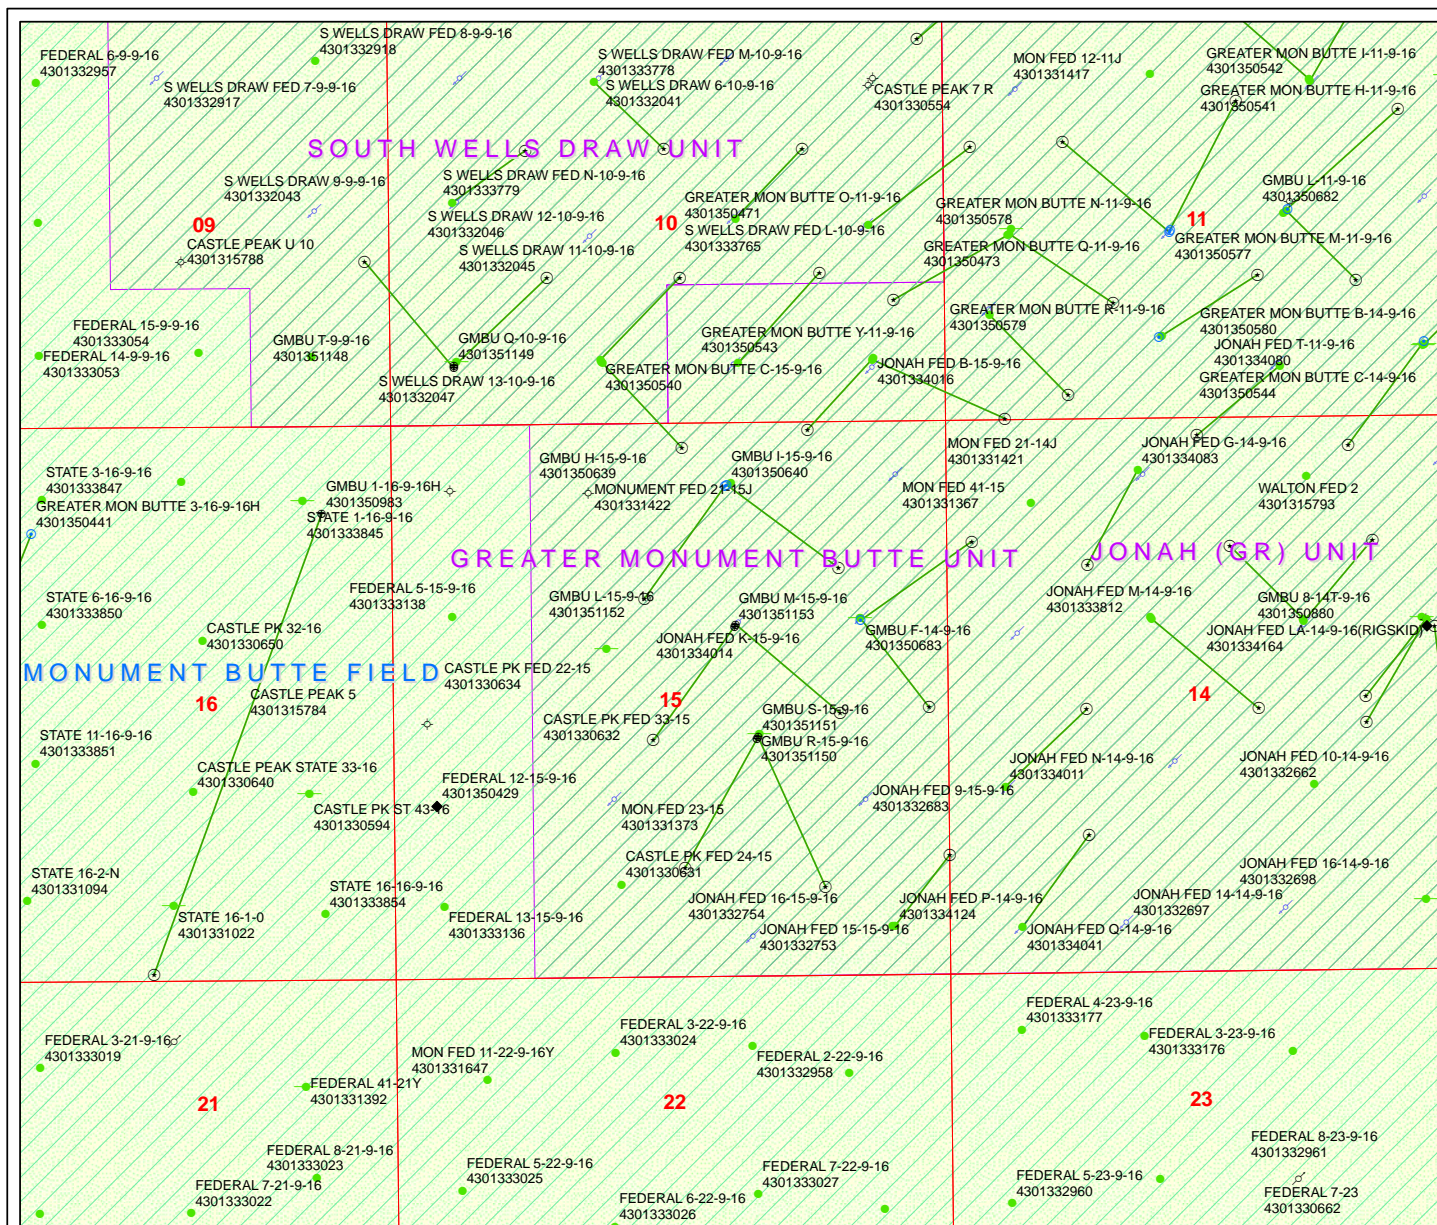 FEDERAL 6-9-9-16
4301332957
S WELLS DRAW FED 8-9-9-16
4301332918
S WELLS DRAW FED 7-9-9-16
4301332917
S WELLS DRAW FED M-10-9-16
4301333778
S WELLS DRAW 6-10-9-16
4301332041
CASTLE PEAK 7 R
4301330554
MON FED 12-11J
4301331417
GREATER MON BUTTE I-11-9-16
4301350542
GREATER MON BUTTE H-11-9-16
4301350541
SOUTH WELLS DRAW UNIT
S WELLS DRAW 9-9-9-16
4301332043
S WELLS DRAW FED N-10-9-16
4301333779
S WELLS DRAW 12-10-9-16
4301332046
GREATER MON BUTTE O-11-9-16
4301350471
S WELLS DRAW FED L-10-9-16
4301333765
GMBU L-11-9-16
4301350682
GREATER MON BUTTE N-11-9-16
4301350578
GREATER MON BUTTE Q-11-9-16
4301350473
GREATER MON BUTTE M-11-9-16
4301350577
09
10
11
CASTLE PEAK U 10
4301315788
S WELLS DRAW 11-10-9-16
4301332045
FEDERAL 15-9-9-16
4301333054
FEDERAL 14-9-9-16
4301333053
GMBU T-9-9-16
4301351148
GMBU Q-10-9-16
4301351149
S WELLS DRAW 13-10-9-16
4301332047
GREATER MON BUTTE Y-11-9-16
4301350543
GREATER MON BUTTE C-15-9-16
4301350540
JONAH FED B-15-9-16
4301334016
GREATER MON BUTTE R-11-9-16
4301350579
GREATER MON BUTTE B-14-9-16
4301350580
JONAH FED T-11-9-16
4301334080
GREATER MON BUTTE C-14-9-16
4301350544
STATE 3-16-9-16
4301333847
GREATER MON BUTTE 3-16-9-16H
4301350441
GMBU 1-16-9-16H
4301350983
STATE 1-16-9-16
4301333845
GMBU H-15-9-16
4301350639
MONUMENT FED 21-15J
4301331422
GMBU I-15-9-16
4301350640
MON FED 21-14J
4301331421
MON FED 41-15
4301331367
JONAH FED G-14-9-16
4301334083
WALTON FED 2
4301315793
GREATER MONUMENT BUTTE UNIT
JONAH (GR) UNIT
STATE 6-16-9-16
4301333850
CASTLE PK 32-16
4301330650
FEDERAL 5-15-9-16
4301333138
GMBU L-15-9-16
4301351152
GMBU M-15-9-16
4301351153
JONAH FED K-15-9-16
4301334014
GMBU F-14-9-16
4301350683
JONAH FED M-14-9-16
4301333812
GMBU 8-14T-9-16
4301350880
JONAH FED LA-14-9-16(RIGSKID)
4301334164
MONUMENT BUTTE FIELD
CASTLE PK FED 22-15
4301330634
16
15
14
CASTLE PEAK 5
4301315784
CASTLE PK FED 33-15
4301330632
GMBU S-15-9-16
4301351151
GMBU R-15-9-16
4301351150
STATE 11-16-9-16
4301333851
CASTLE PEAK STATE 33-16
4301330640
CASTLE PK ST 43-16
4301330594
FEDERAL 12-15-9-16
4301350429
MON FED 23-15
4301331373
JONAH FED 9-15-9-16
4301332683
JONAH FED N-14-9-16
4301334011
JONAH FED 10-14-9-16
4301332662
STATE 16-2-N
4301331094
STATE 16-1-0
4301331022
STATE 16-16-9-16
4301333854
FEDERAL 13-15-9-16
4301333136
CASTLE PK FED 24-15
4301330631
JONAH FED 16-15-9-16
4301332754
JONAH FED 15-15-9-16
4301332753
JONAH FED P-14-9-16
4301334124
JONAH FED Q-14-9-16
4301334041
JONAH FED 14-14-9-16
4301332697
JONAH FED 16-14-9-16
4301332698
FEDERAL 3-21-9-16
4301333019
FEDERAL 41-21Y
4301331392
MON FED 11-22-9-16Y
4301331647
FEDERAL 3-22-9-16
4301333024
FEDERAL 2-22-9-16
4301332958
FEDERAL 4-23-9-16
4301333177
FEDERAL 3-23-9-16
4301333176
21
22
23
FEDERAL 8-21-9-16
4301333023
FEDERAL 7-21-9-16
4301333022
FEDERAL 5-22-9-16
4301333025
FEDERAL 6-22-9-16
4301333026
FEDERAL 7-22-9-16
4301333027
FEDERAL 5-23-9-16
4301332960
FEDERAL 8-23-9-16
4301332961
FEDERAL 7-23
4301330662